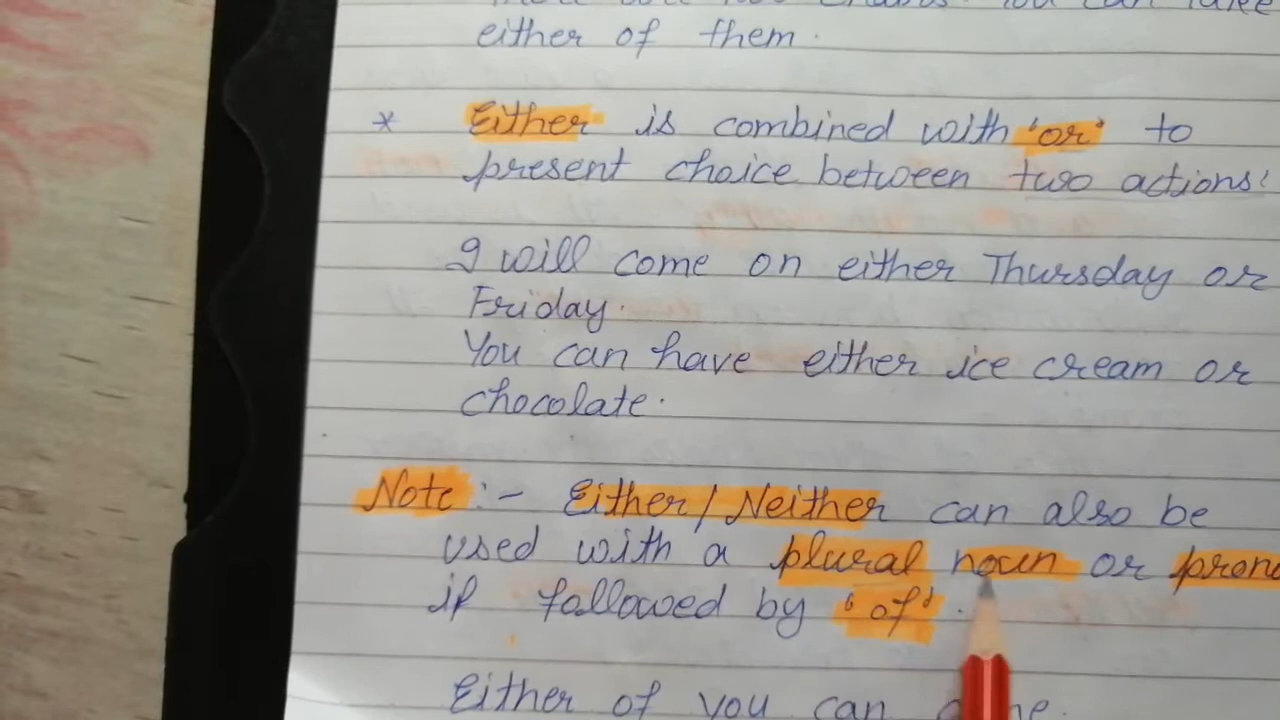 either of them.
* Either is combined with 'or' to
present choice between two actions:
I will come on either Thursday or
Friday.
You can have either ice cream or
chocolate.
Note:- Either/Neither can also be
used with a plural noun or
if followed by 'of'.
Either of you can